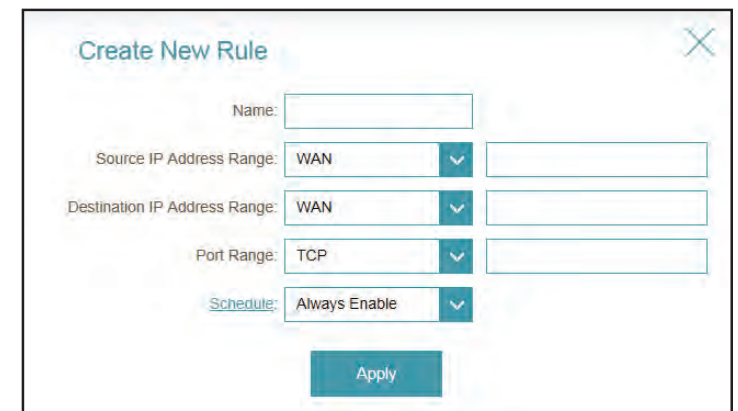 Create New Rule
Name:
Source IP Address Range: WAN
Destination IP Address Range: WAN
Port Range: TCP
Schedule: Always Enable
Apply